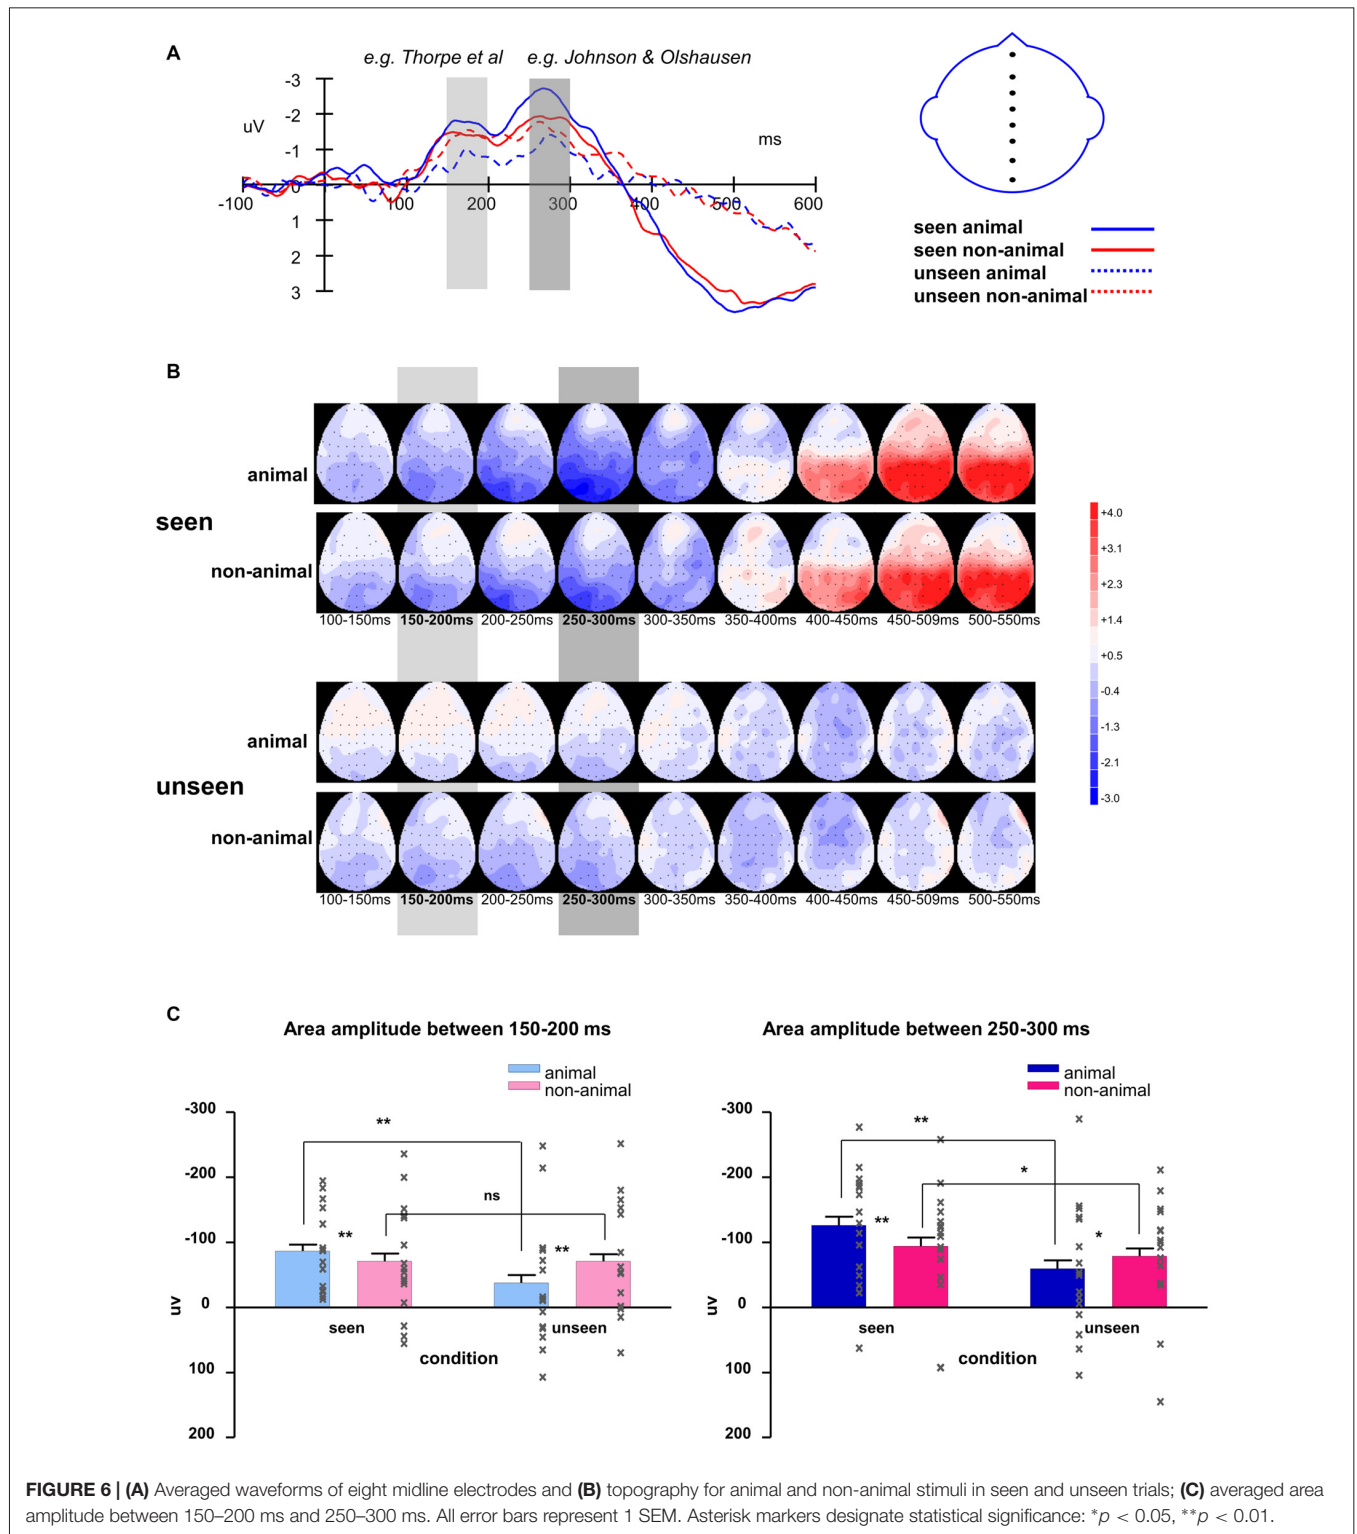 A
e.g. Thorpe et al
e.g. Johnson & Olshausen
-3
-2
uV
ms
-1
0
-100
100
200
300
400
500
600
1
2
3
seen animal
seen non-animal
unseen animal
unseen non-animal
B
animal
seen
non-animal
100-150ms 150-200ms 200-250ms 250-300ms 300-350ms 350-400ms 400-450ms 450-509ms 500-550ms
+4.0
+3.1
+2.3
+1.4
+0.5
-0.4
-1.3
-2.1
-3.0
animal
unseen
non-animal
100-150ms 150-200ms 200-250ms 250-300ms 300-350ms 350-400ms 400-450ms 450-509ms 500-550ms
C
Area amplitude between 150-200 ms
animal
non-animal
-300
**
-200
ns
**
**
-100
uv
0
seen
unseen
condition
100
200
Area amplitude between 250-300 ms
animal
non-animal
-300
**
-200
*
**
*
-100
uv
0
seen
unseen
condition
100
200
FIGURE 6 | (A) Averaged waveforms of eight midline electrodes and (B) topography for animal and non-animal stimuli in seen and unseen trials; (C) averaged area
amplitude between 150–200 ms and 250–300 ms. All error bars represent 1 SEM. Asterisk markers designate statistical significance: *p < 0.05, **p < 0.01.